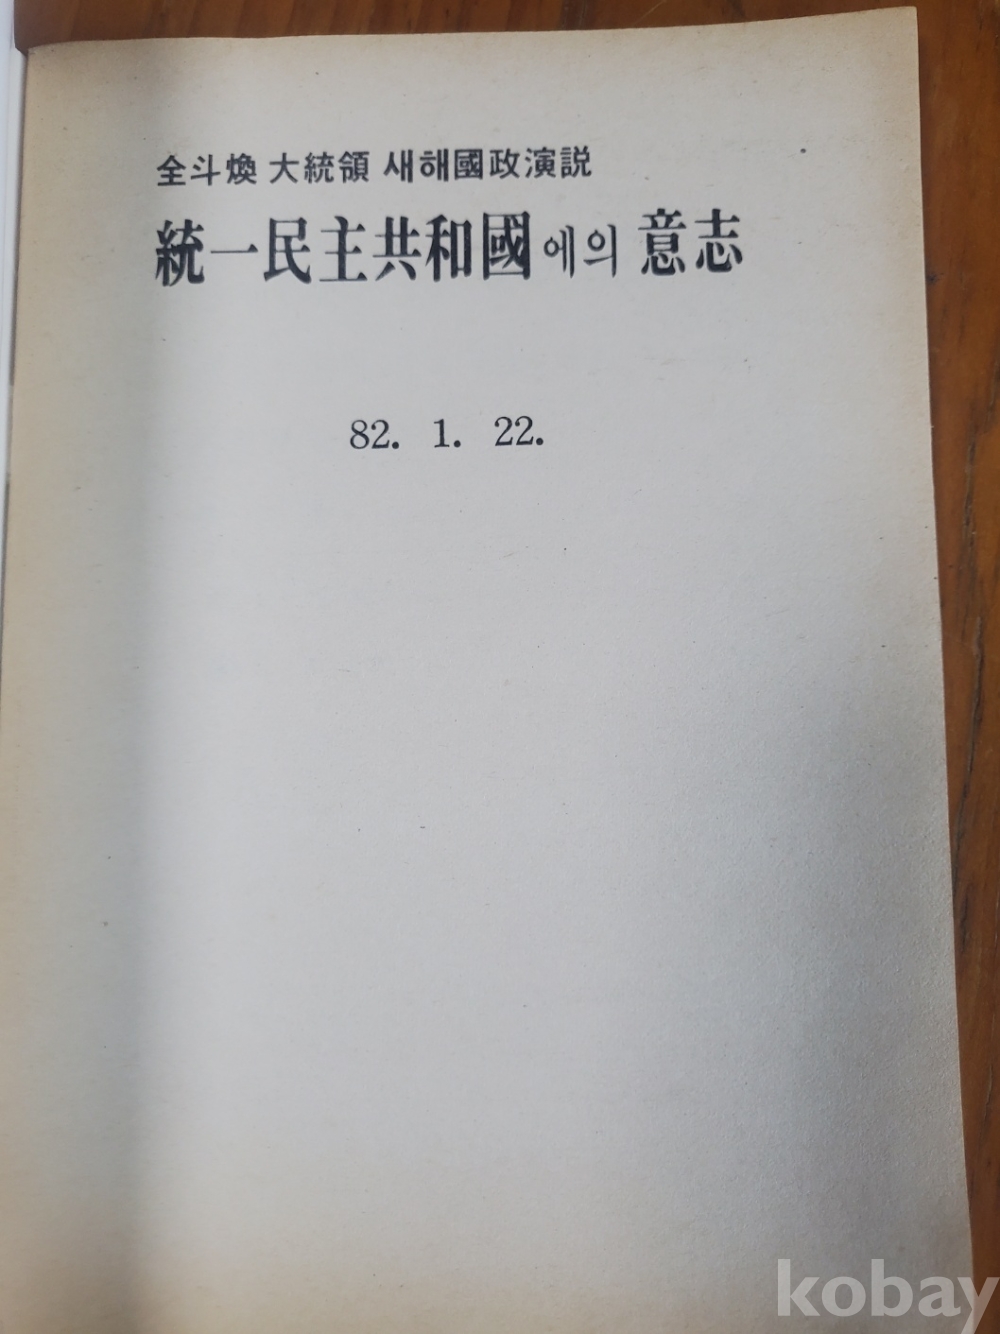 全斗煥 大統領 새해國政演説
統一民主共和國에의 意志
82. 1. 22.
kobay